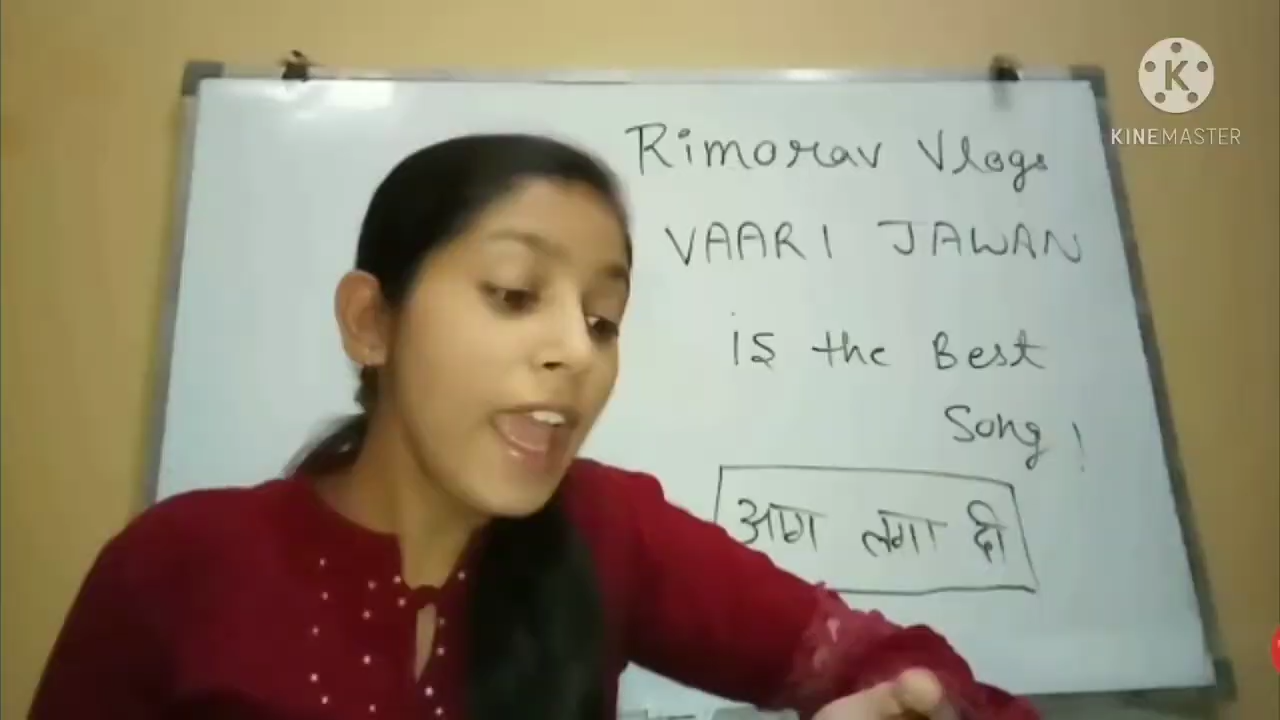 KINEMASTER
Rimorav Vlogs
VAARI JAWAN
is the Best
Song!
आग लगा दी